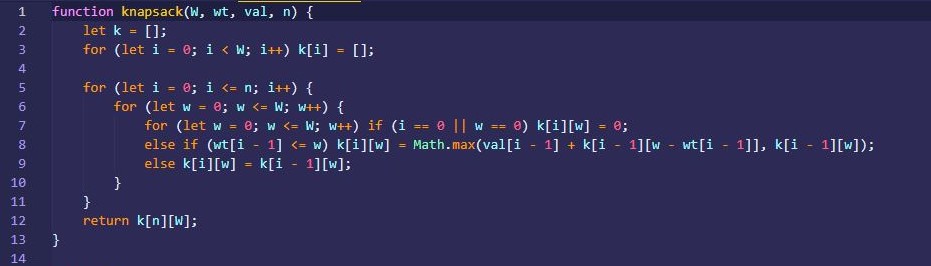 1 function knapsack(W, wt, val, n) {
2     let k = [];
3     for (let i = 0; i < W; i++) k[i] = [];
4
5     for (let i = 0; i <= n; i++) {
6         for (let w = 0; w <= W; w++) {
7             for (let w = 0; w <= W; w++) if (i == 0 || w == 0) k[i][w] = 0;
8             else if (wt[i - 1] <= w) k[i][w] = Math.max(val[i - 1] + k[i - 1][w - wt[i - 1]], k[i - 1][w]);
9             else k[i][w] = k[i - 1][w];
10         }
11     }
12     return k[n][W];
13 }
14